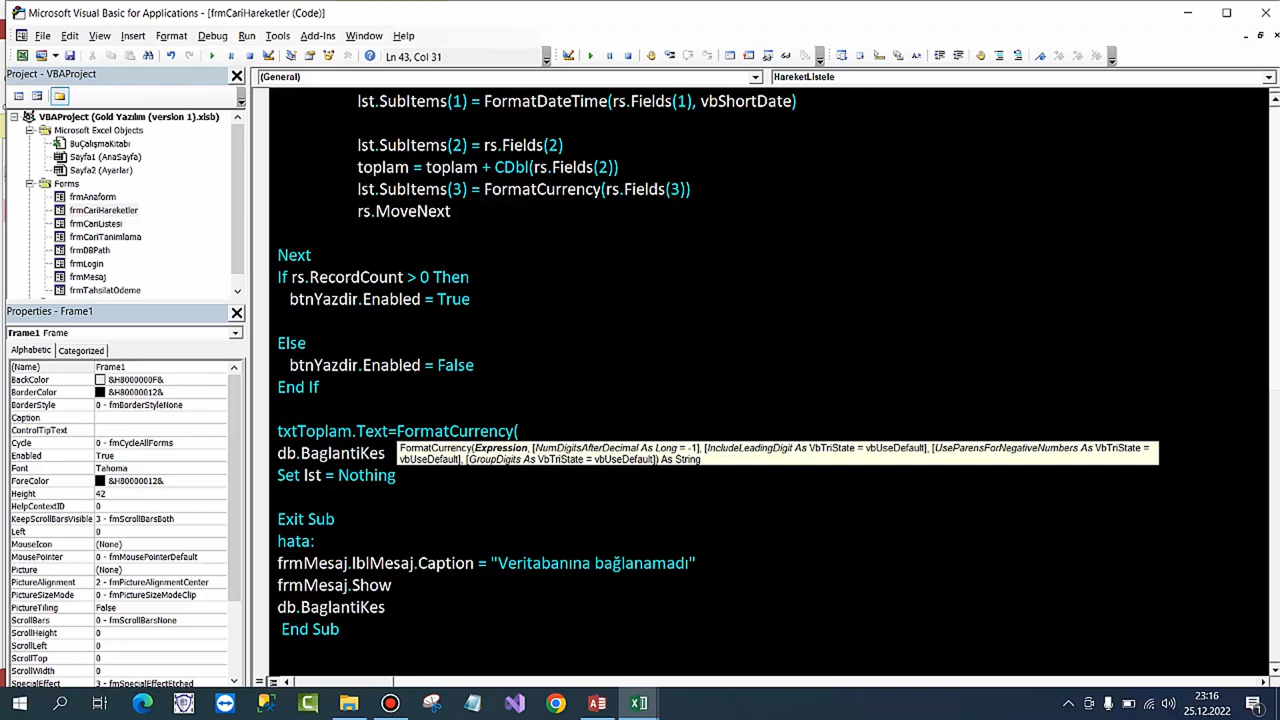 Microsoft Visual Basic for Applications - [frmCariHareketler (Code)]
File Edit View Insert Format Debug Run Tools Add-Ins Window Help
Ln 43, Col 31
Project - VBAProject
(General)
HareketListele
VBAProject (Gold Yazılım (version 1).xlsb)
Microsoft Excel Objects
BuÇalışmaKitabı
Sayfa1 (AnaSayfa)
Sayfa2 (Ayarlar)
Forms
frmAnaform
frmCariHareketler
frmCariListesi
frmCariTanimlama
frmDBPath
frmLogin
frmMesaj
frmTahsilatOdeme
Properties - Frame1
Frame1 Frame
Alphabetic Categorized
(Name) Frame1
BackColor &H8000000F&
BorderColor &H80000012&
BorderStyle 0 - fmBorderStyleNone
Caption
ControlTipText
Cycle 0 - fmCycleAllForms
Enabled True
Font Tahoma
ForeColor &H80000012&
Height 42
HelpContextID 0
KeepScrollBarsVisible 3 - fmScrollBarsBoth
Left 0
MouseIcon (None)
MousePointer 0 - fmMousePointerDefault
Picture (None)
PictureAlignment 2 - fmPictureAlignmentCenter
PictureSizeMode 0 - fmPictureSizeModeClip
PictureTiling False
ScrollBars 0 - fmScrollBarsNone
ScrollHeight 0
ScrollLeft 0
ScrollTop 0
ScrollWidth 0
SpecialEffect 3 - fmSpecialEffectEtched
lst.SubItems(1) = FormatDateTime(rs.Fields(1), vbShortDate)
lst.SubItems(2) = rs.Fields(2)
toplam = toplam + CDbl(rs.Fields(2))
lst.SubItems(3) = FormatCurrency(rs.Fields(3))
rs.MoveNext
Next
If rs.RecordCount > 0 Then
btnYazdir.Enabled = True
Else
btnYazdir.Enabled = False
End If
txtToplam.Text=FormatCurrency(
FormatCurrency(Expression, [NumDigitsAfterDecimal As Long = -1], [IncludeLeadingDigit As VbTriState = vbUseDefault], [UseParensForNegativeNumbers As VbTriState =
vbUseDefault], [GroupDigits As VbTriState = vbUseDefault]) As String
db.BaglantiKes
Set lst = Nothing
Exit Sub
hata:
frmMesaj.lblMesaj.Caption = "Veritabanına bağlanamadı"
frmMesaj.Show
db.BaglantiKes
End Sub
23:16
25.12.2022